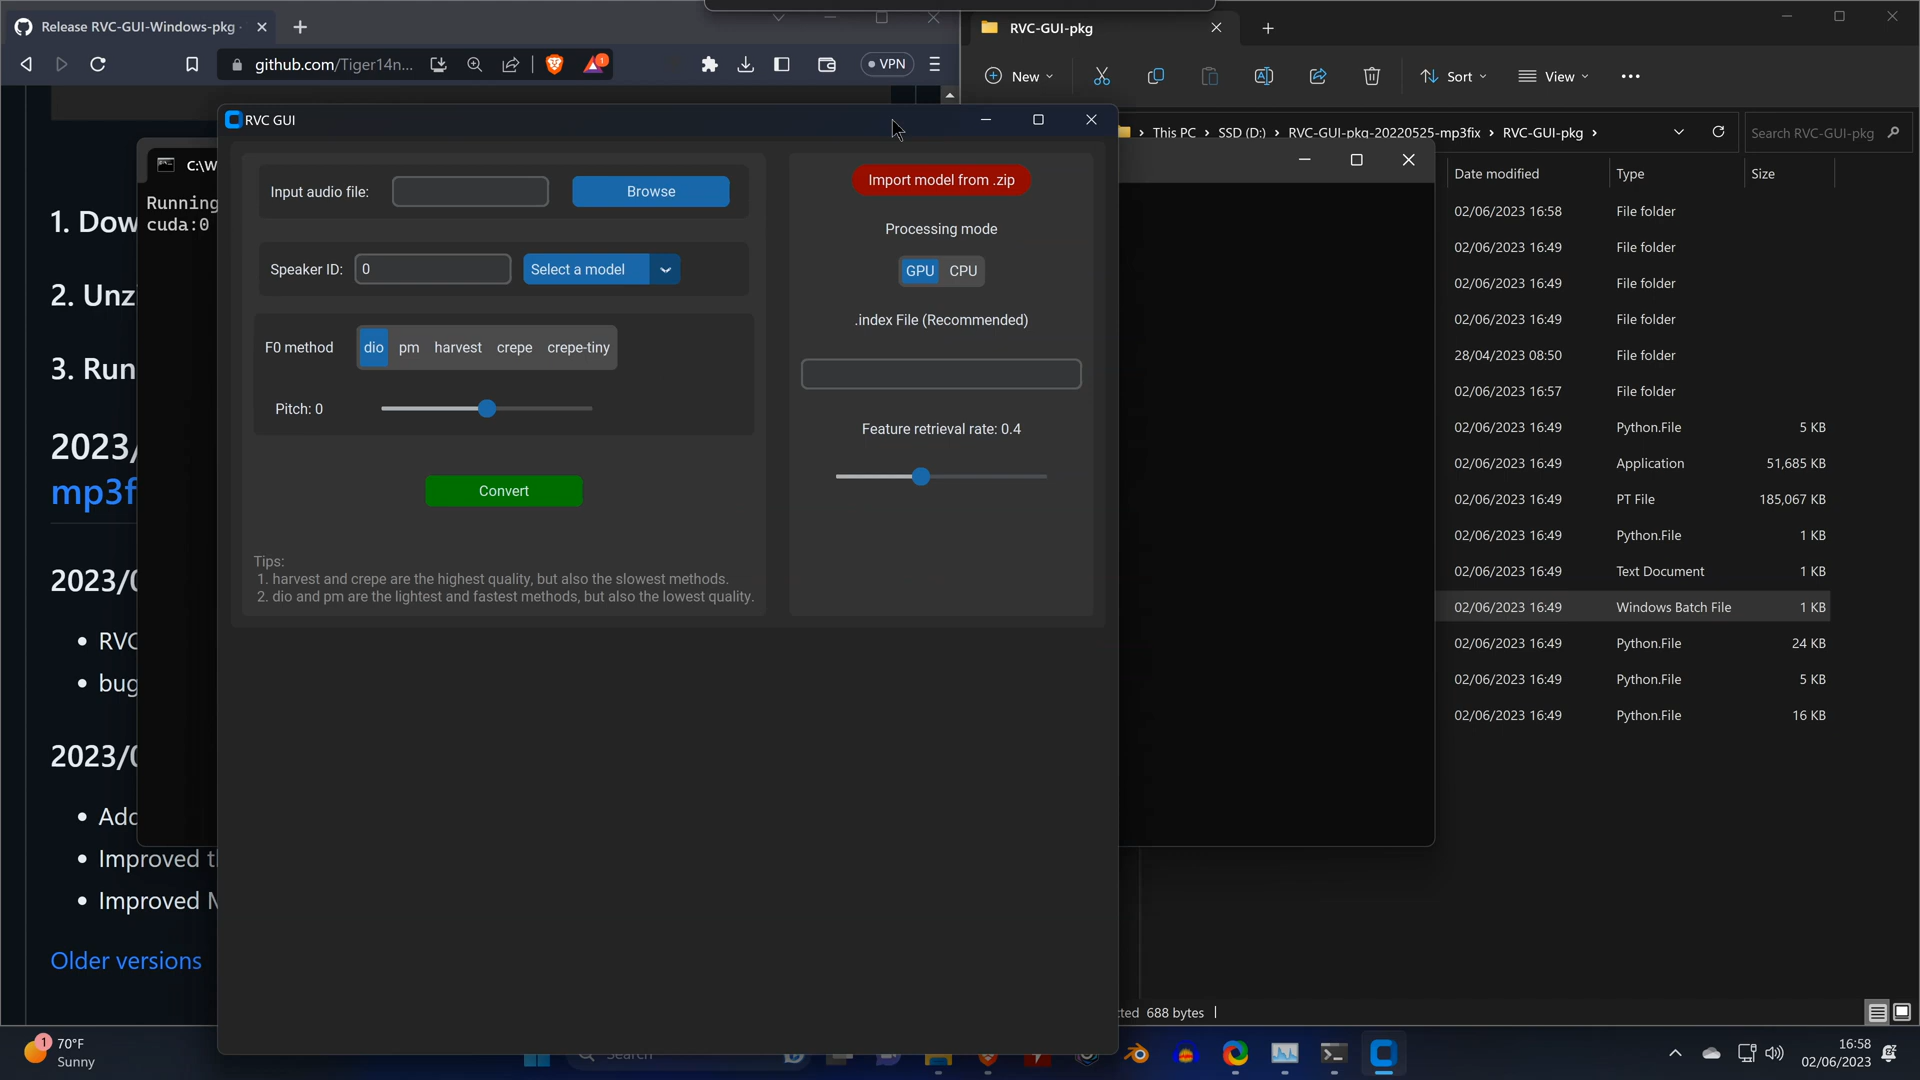 Release RVC-GUI-Windows-pkg
github.com/Tiger14n...
1
VPN
RVC-GUI-pkg
New
Sort
View
This PC
SSD (D:)
RVC-GUI-pkg-20220525-mp3fix
RVC-GUI-pkg
Search RVC-GUI-pkg
Date modified
Type
Size
02/06/2023 16:58
File folder
02/06/2023 16:49
File folder
02/06/2023 16:49
File folder
02/06/2023 16:49
File folder
28/04/2023 08:50
File folder
02/06/2023 16:57
File folder
02/06/2023 16:49
Python.File
5 KB
02/06/2023 16:49
Application
51,685 KB
02/06/2023 16:49
PT File
185,067 KB
02/06/2023 16:49
Python.File
1 KB
02/06/2023 16:49
Text Document
1 KB
02/06/2023 16:49
Windows Batch File
1 KB
02/06/2023 16:49
Python.File
24 KB
02/06/2023 16:49
Python.File
5 KB
02/06/2023 16:49
Python.File
16 KB
688 bytes
C:\W
Running
cuda:0
1. Dow
2. Unz
3. Run
2023/
mp3f
2023/0
RVC
bug
2023/0
Add
Improved t
Improved M
Older versions
RVC GUI
Input audio file:
Browse
Speaker ID:
0
Select a model
F0 method
dio
pm
harvest
crepe
crepe-tiny
Pitch: 0
Convert
Tips:
1. harvest and crepe are the highest quality, but also the slowest methods.
2. dio and pm are the lightest and fastest methods, but also the lowest quality.
Import model from .zip
Processing mode
GPU
CPU
.index File (Recommended)
Feature retrieval rate: 0.4
1
70°F
Sunny
Search
16:58
02/06/2023